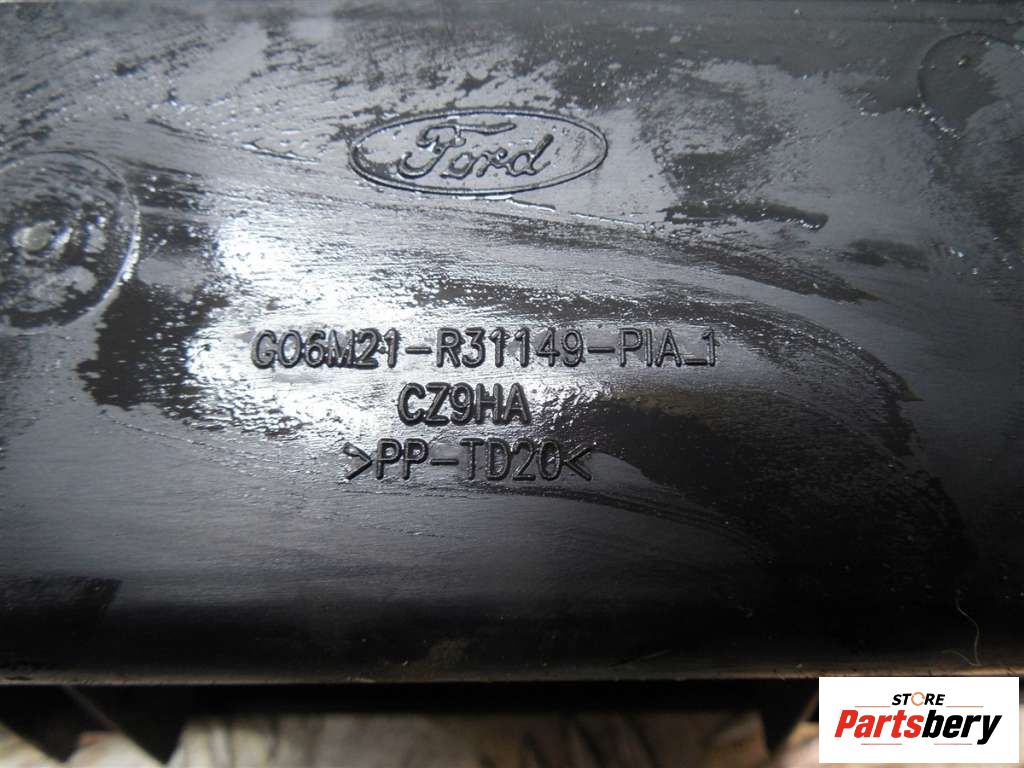 Ford
G06M21-R31149-PIA_1
CZ9HA
>PP-TD20<
STORE
Partsbery